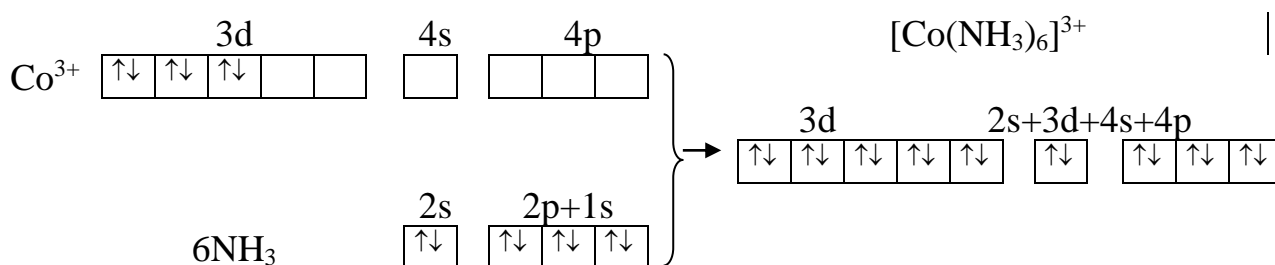 3d 4s 4p [Co(NH₃)₆]³⁺
Co³⁺ ↑↓ ↑↓ ↑↓
3d 2s+3d+4s+4p
↑↓ ↑↓ ↑↓ ↑↓ ↑↓ ↑↓ ↑↓ ↑↓ ↑↓
2s 2p+1s
6NH₃ ↑↓ ↑↓ ↑↓ ↑↓